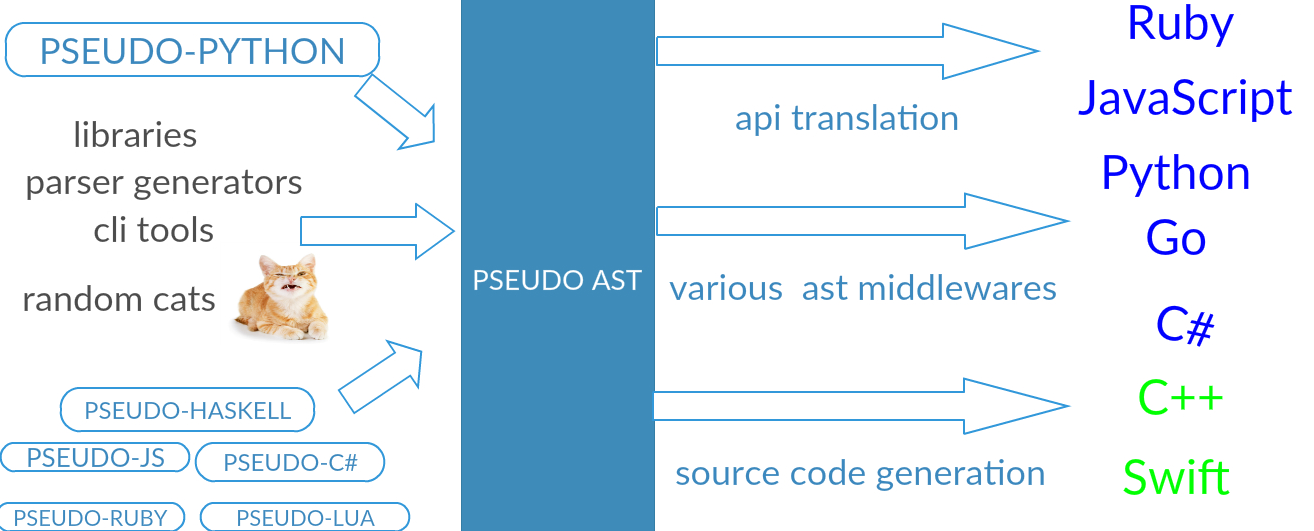 PSEUDO-PYTHON
libraries
parser generators
cli tools
random cats
PSEUDO-HASKELL
PSEUDO-JS
PSEUDO-C#
PSEUDO-RUBY
PSEUDO-LUA
PSEUDO AST
api translation
various ast middlewares
source code generation
Ruby
JavaScript
Python
Go
C#
C++
Swift